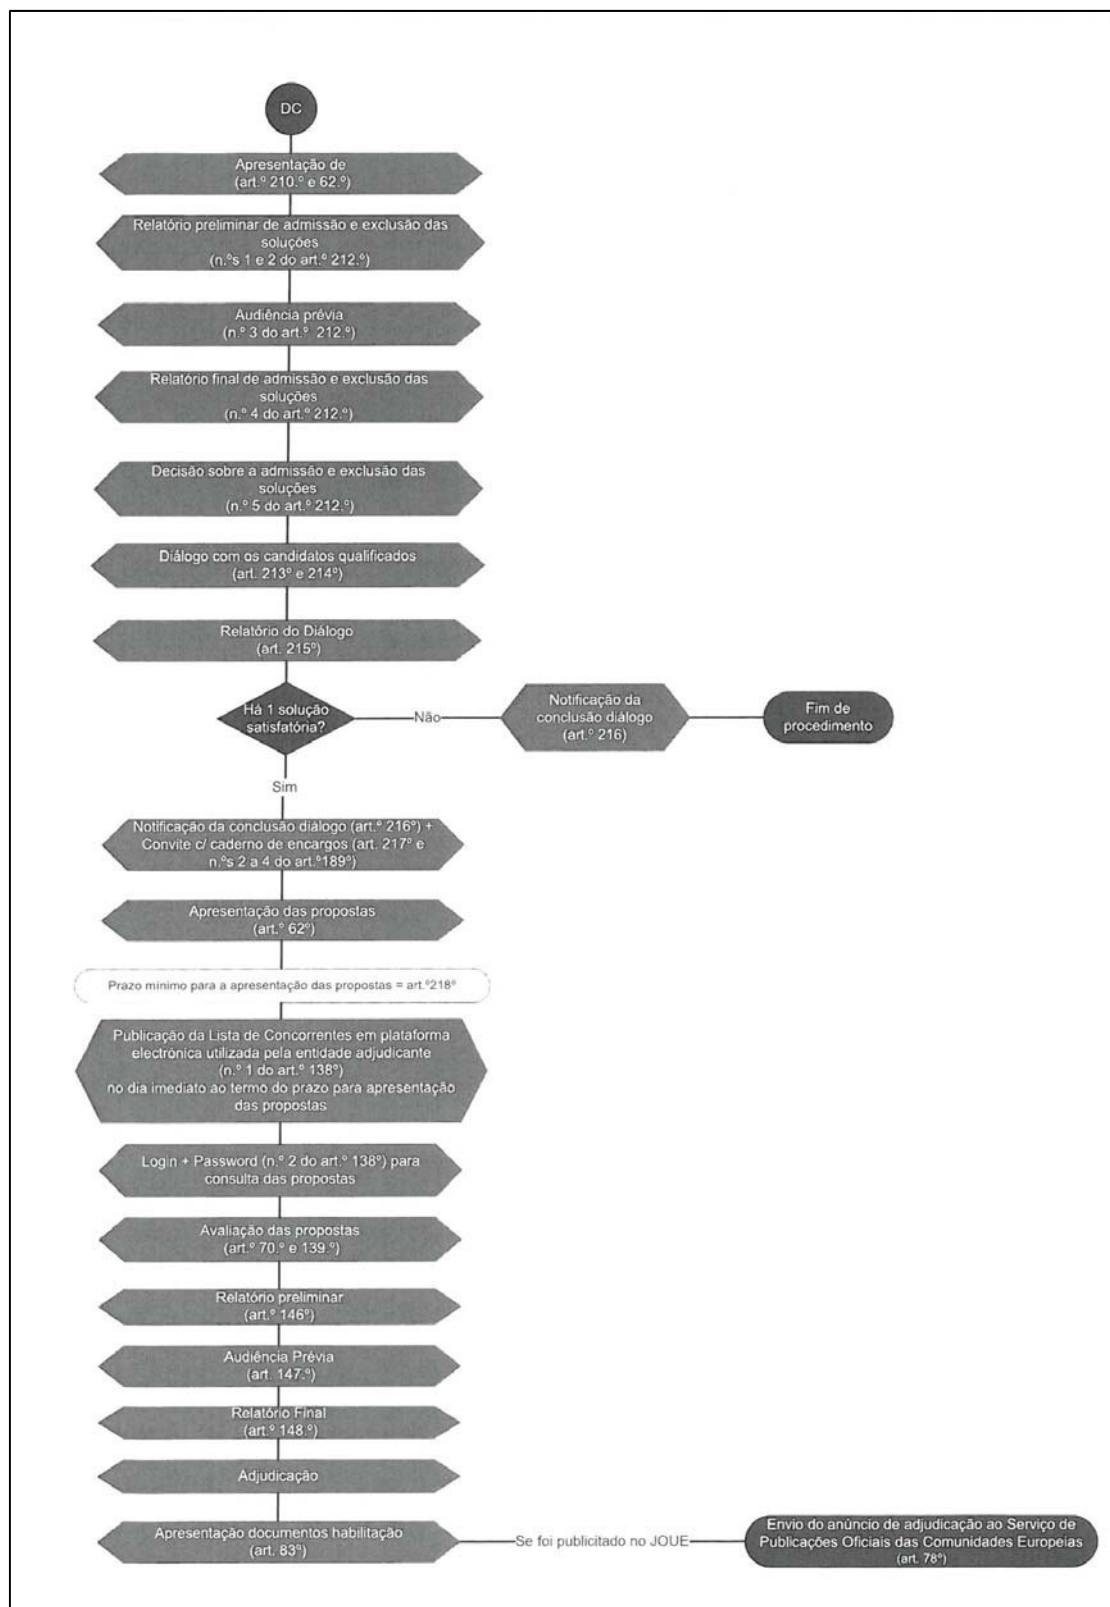 DC
Apresentação de
(art.º 210.º e 62.º)
Relatório preliminar de admissão e exclusão das
soluções
(n.ºs 1 e 2 do art.º 212.º)
Audiência prévia
(n.º 3 do art.º 212.º)
Relatório final de admissão e exclusão das
soluções
(n.º 4 do art.º 212.º)
Decisão sobre a admissão e exclusão das
soluções
(n.º 5 do art.º 212.º)
Diálogo com os candidatos qualificados
(art. 213º e 214º)
Relatório do Diálogo
(art. 215º)
Há 1 solução
satisfatória?
Não
Notificação da
conclusão diálogo
(art.º 216)
Fim de
procedimento
Sim
Notificação da conclusão diálogo (art.º 216º) +
Convite c/ caderno de encargos (art. 217º e
n.ºs 2 a 4 do art.º189º)
Apresentação das propostas
(art.º 62º)
Prazo mínimo para a apresentação das propostas = art.º218º
Publicação da Lista de Concorrentes em plataforma
electrónica utilizada pela entidade adjudicante
(n.º 1 do art.º 138º)
no dia imediato ao termo do prazo para apresentação
das propostas
Login + Password (n.º 2 do art.º 138º) para
consulta das propostas
Avaliação das propostas
(art.º 70.º e 139.º)
Relatório preliminar
(art.º 146º)
Audiência Prévia
(art. 147.º)
Relatório Final
(art.º 148.º)
Adjudicação
Apresentação documentos habilitação
(art. 83º)
Se foi publicitado no JOUE
Envio do anúncio de adjudicação ao Serviço de
Publicações Oficiais das Comunidades Europeias
(art. 78º)